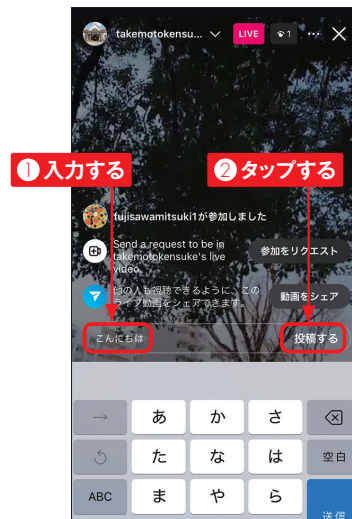 takemotokensu... LIVE 1 ...
① 入力する
② タップする
fujisawamitsuki1が参加しました
Send a request to be in
takemotokensuke's live
video.
参加をリクエスト
他の人も視聴できるように、この
ライブ動画をシェアできます。
動画をシェア
こんにちは
投稿する
→ あ か さ
た な は 空白
ABC ま や ら
送信